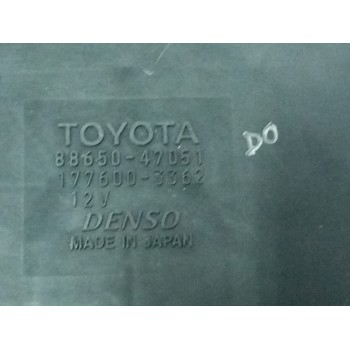 TOYOTA
DO
88650-47051
177600-3362
12V
DENSO
MADE IN JAPAN